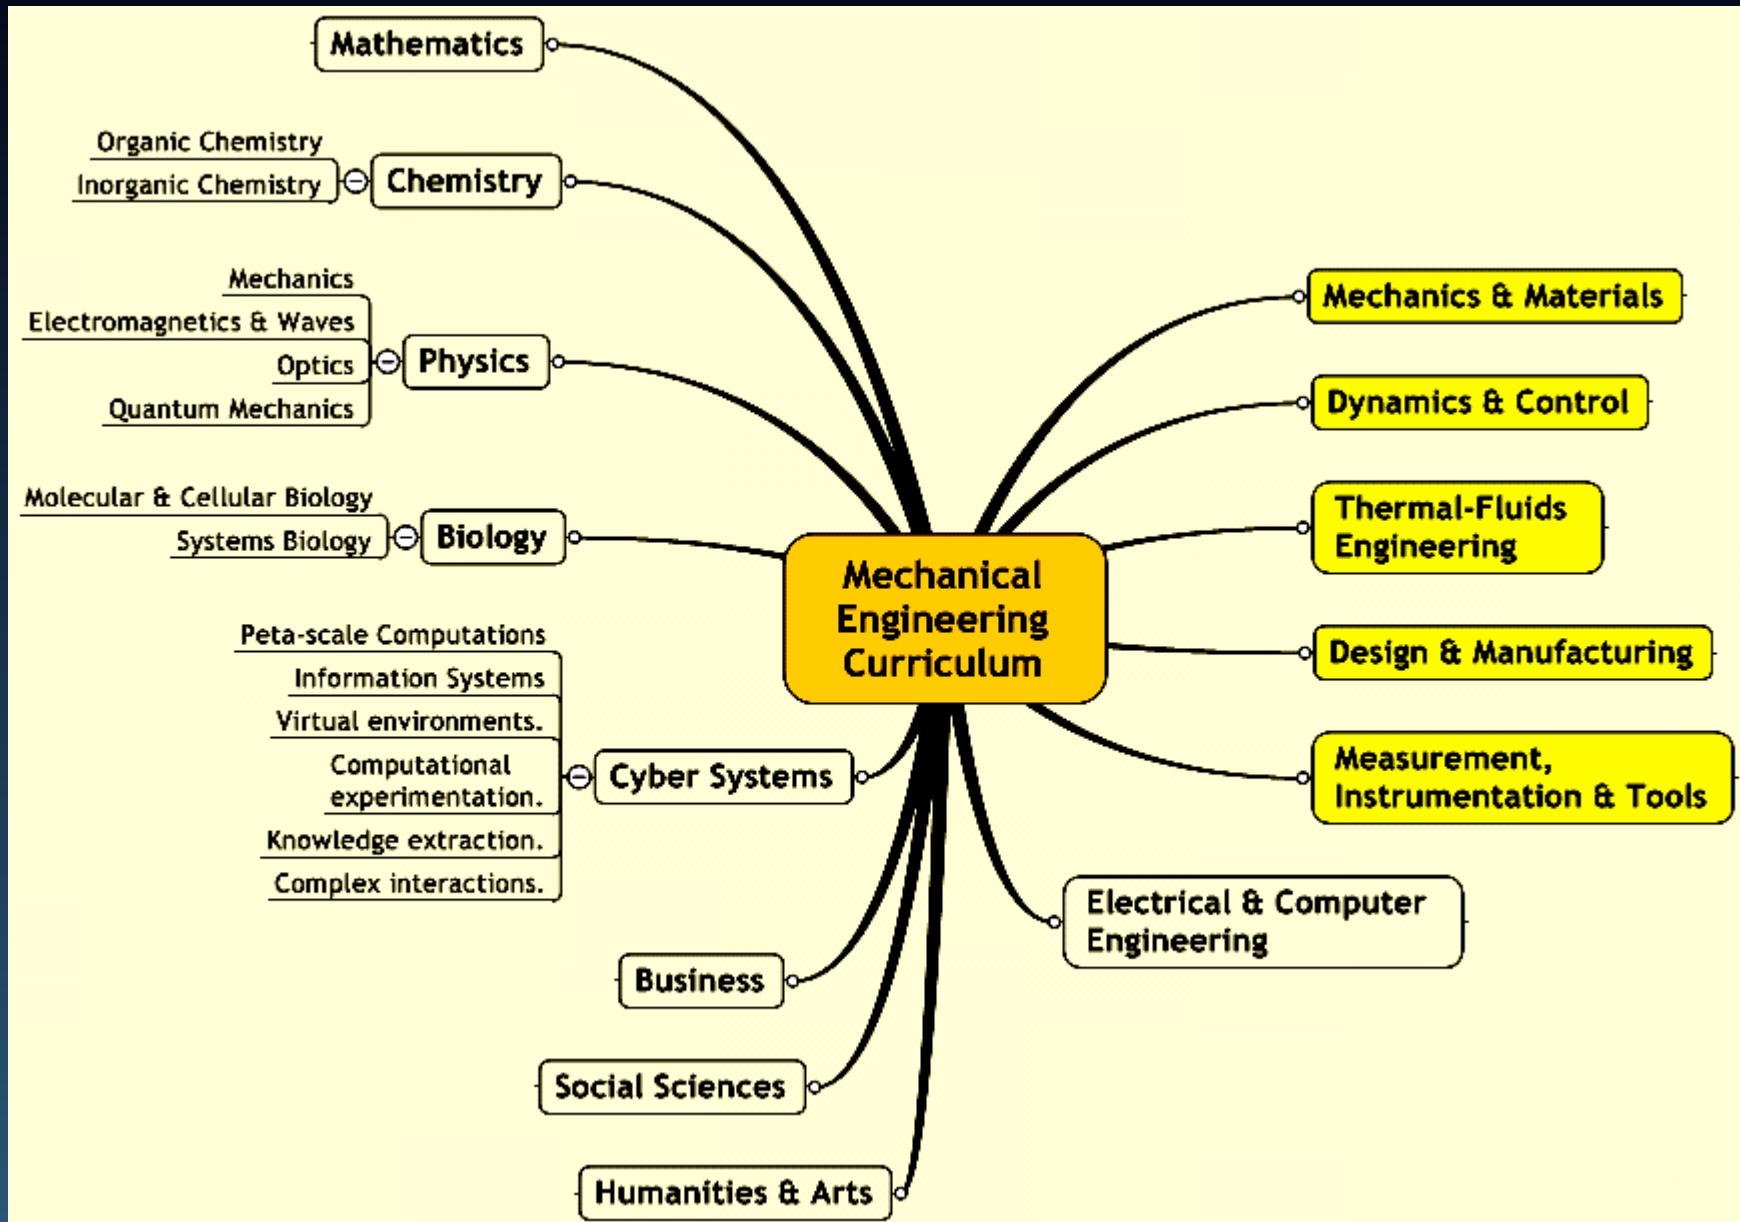 Mathematics
Organic Chemistry
Inorganic Chemistry
Chemistry
Mechanics
Electromagnetics & Waves
Optics
Quantum Mechanics
Physics
Molecular & Cellular Biology
Systems Biology
Biology
Peta-scale Computations
Information Systems
Virtual environments.
Computational
experimentation.
Knowledge extraction.
Complex interactions.
Cyber Systems
Business
Social Sciences
Humanities & Arts
Mechanical
Engineering
Curriculum
Mechanics & Materials
Dynamics & Control
Thermal-Fluids
Engineering
Design & Manufacturing
Measurement,
Instrumentation & Tools
Electrical & Computer
Engineering